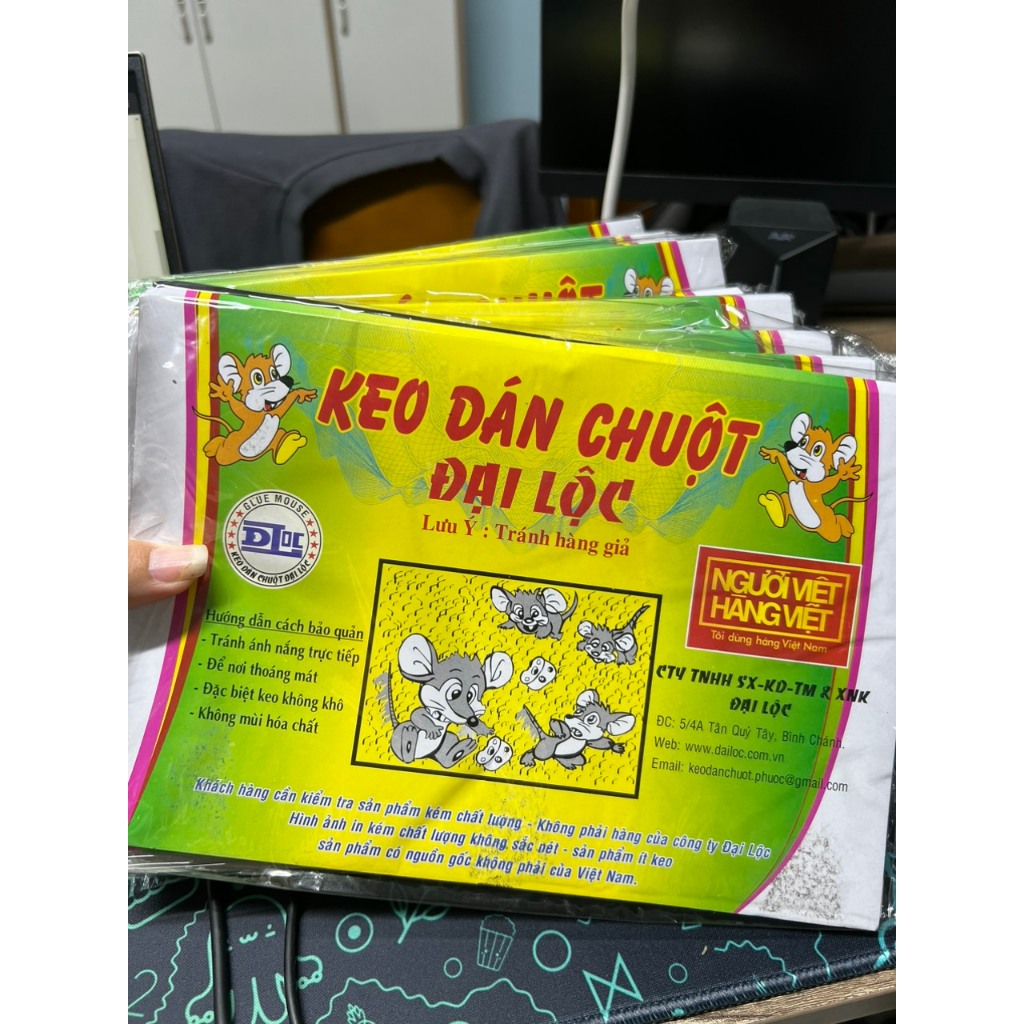 KEO DÁN CHUỘT
ĐẠI LỘC
Lưu Ý : Tránh hàng giả
GLUE MOUSE
DLOC
KEO DÁN CHUỘT ĐẠI LỘC
Hướng dẫn cách bảo quản
- Tránh ánh nắng trực tiếp
- Để nơi thoáng mát
- Đặc biệt keo không khô
- Không mùi hóa chất
NGƯỜI VIỆT
HÀNG VIỆT
Tôi dùng hàng Việt Nam
CTY TNHH SX-KD-TM & XNK
ĐẠI LỘC
ĐC: 5/4A Tân Quý Tây, Bình Chánh.
Web: www.dailoc.com.vn
Email: keodanchuot.phuoc@gmail.com
Khách hàng cần kiểm tra sản phẩm kém chất lượng - Không phải hàng của công ty Đại Lộc
Hình ảnh in kém chất lượng không sắc nét - sản phẩm ít keo
sản phẩm có nguồn gốc không phải của Việt Nam.